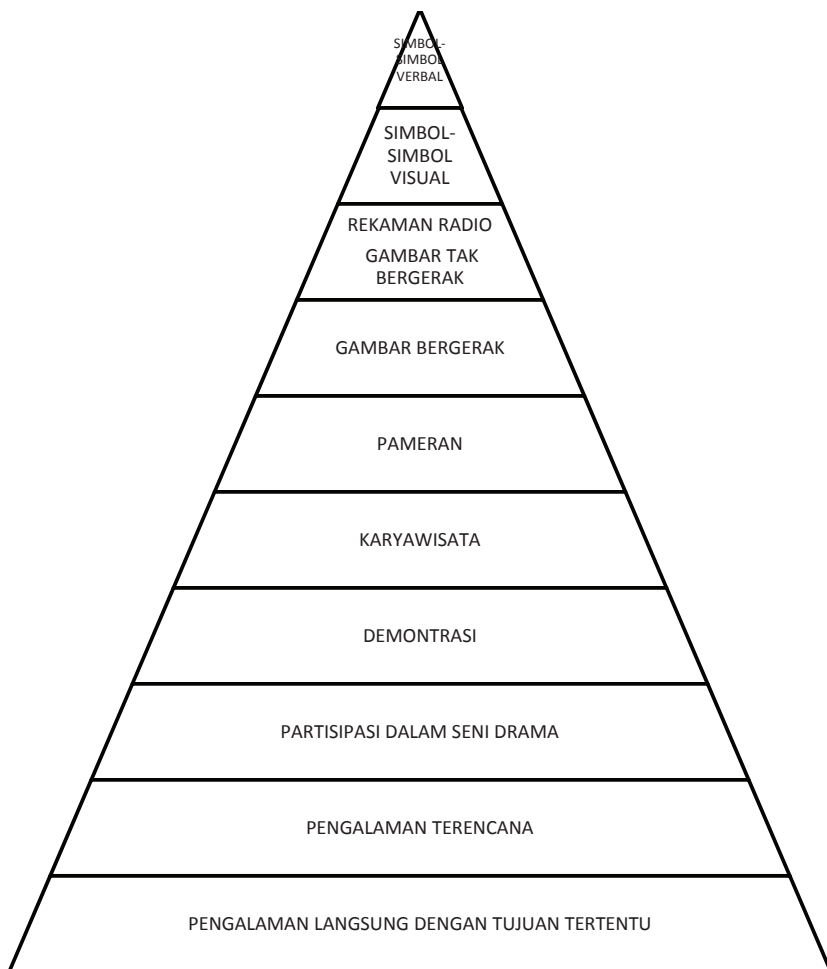 SIMBOL-
SIMBOL
VERBAL
SIMBOL-
SIMBOL
VISUAL
REKAMAN RADIO
GAMBAR TAK
BERGERAK
GAMBAR BERGERAK
PAMERAN
KARYAWISATA
DEMONTRASI
PARTISIPASI DALAM SENI DRAMA
PENGALAMAN TERENCANA
PENGALAMAN LANGSUNG DENGAN TUJUAN TERTENTU